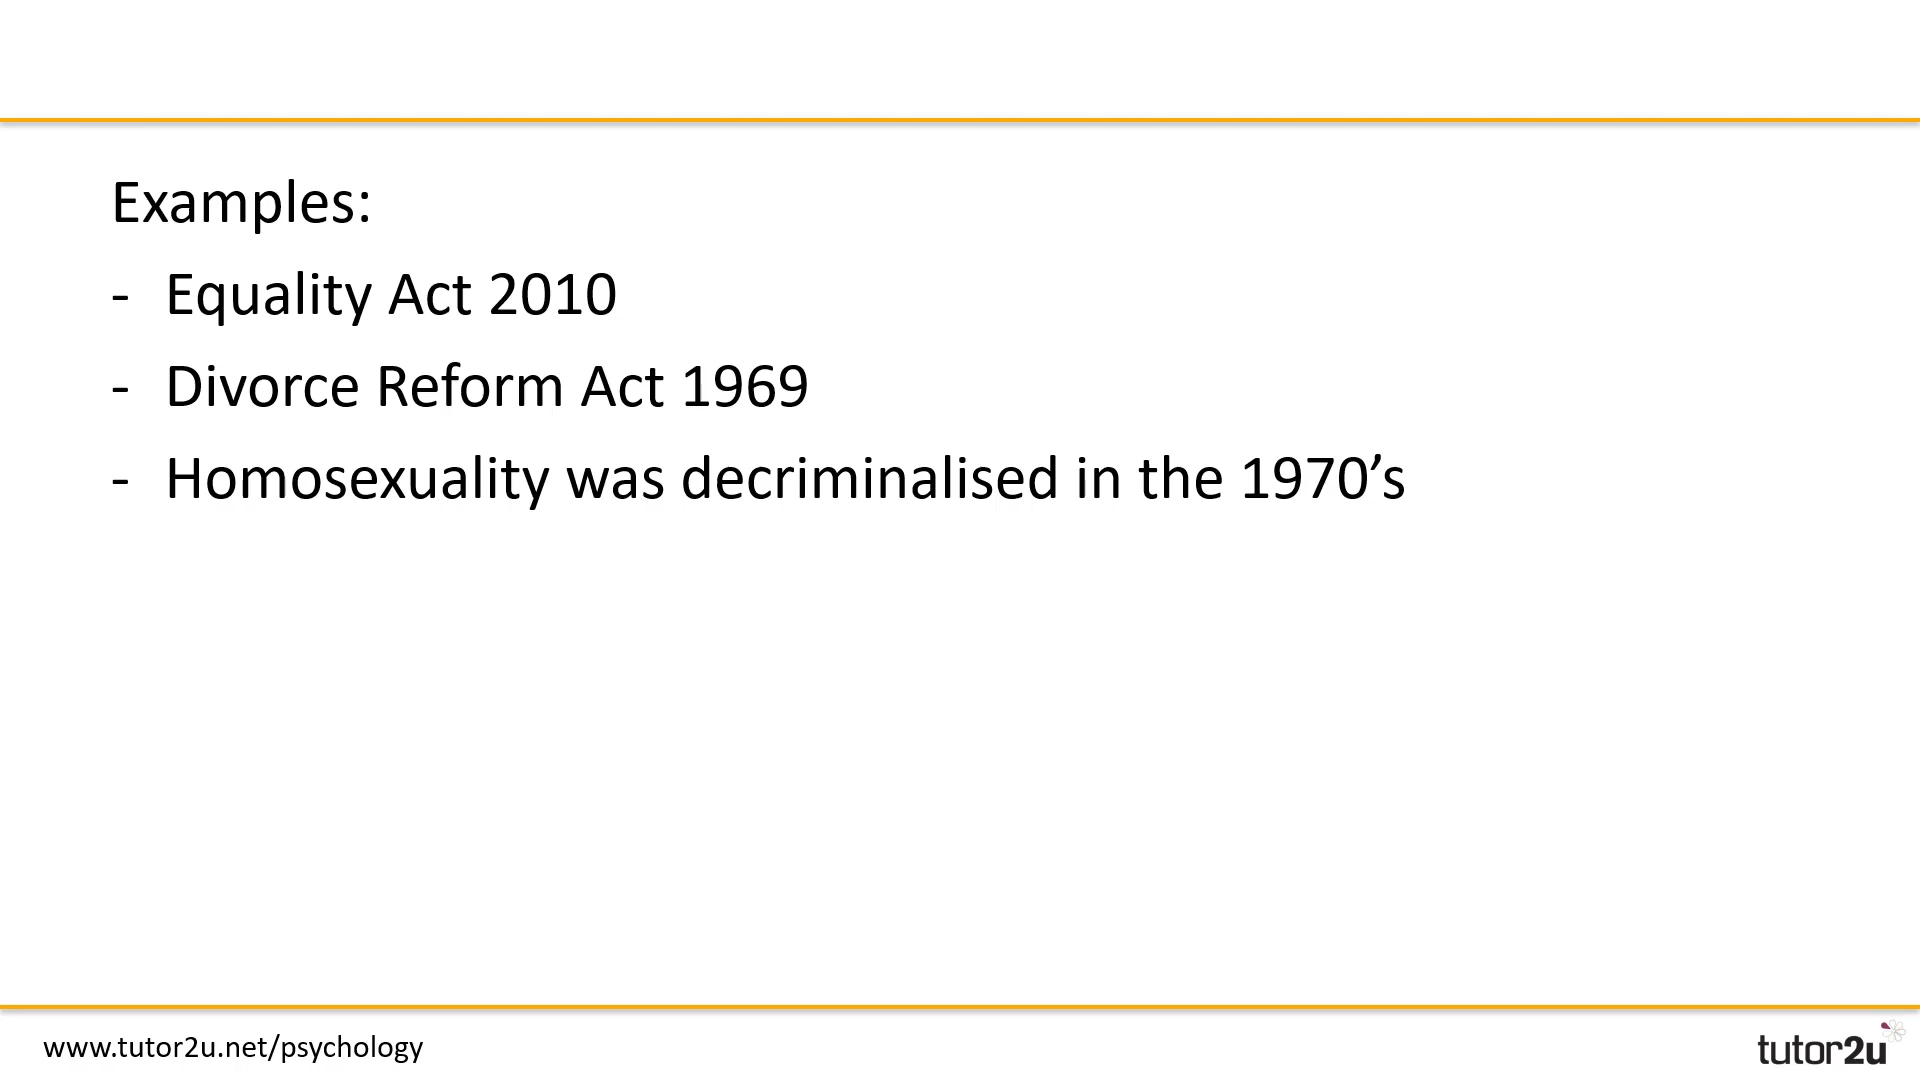 Examples:
- Equality Act 2010
- Divorce Reform Act 1969
- Homosexuality was decriminalised in the 1970’s
www.tutor2u.net/psychology
tutor2u